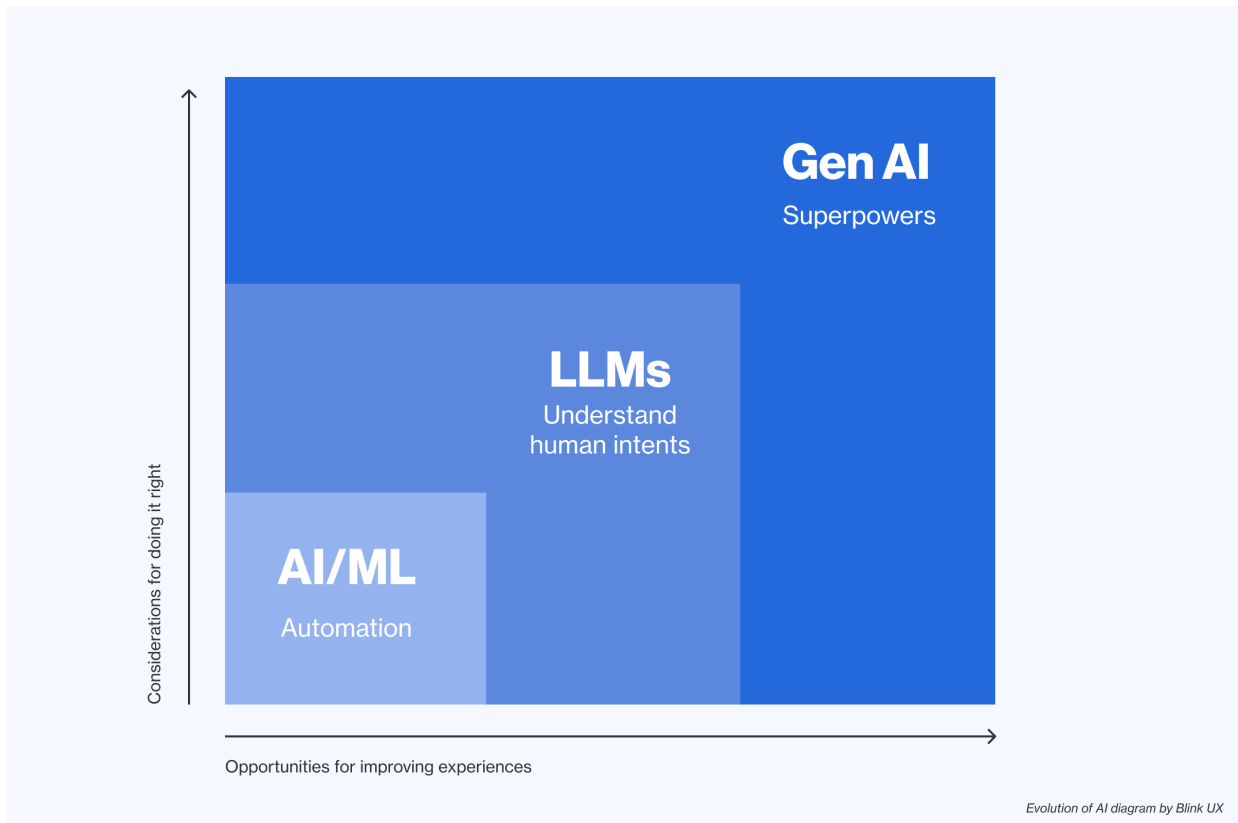 Gen AI
Superpowers
LLMs
Understand
human intents
AI/ML
Automation
Considerations for doing it right
Opportunities for improving experiences
Evolution of AI diagram by Blink UX